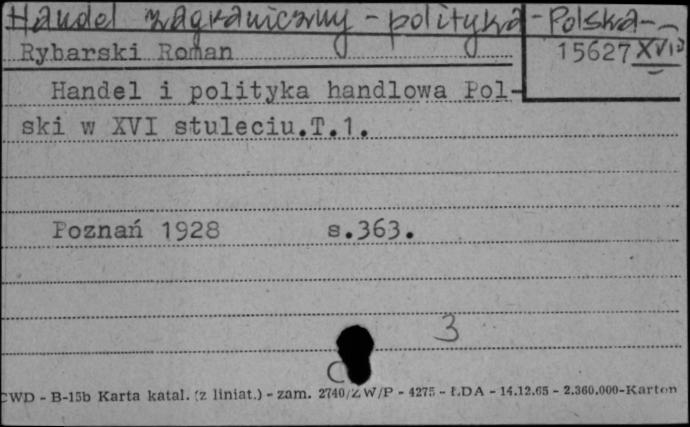 Handel zagraniczny - polityka - Polska -
Rybarski Roman 15627 XVI
Handel i polityka handlowa Pol-
ski w XVI stuleciu.T.1.
Poznań 1928 s.363.
3
C
CWD - B-15b Karta katal. (z liniat.) - zam. 2740/ZW/P - 4275 - ŁDA - 14.12.65 - 2.360.000-Karton